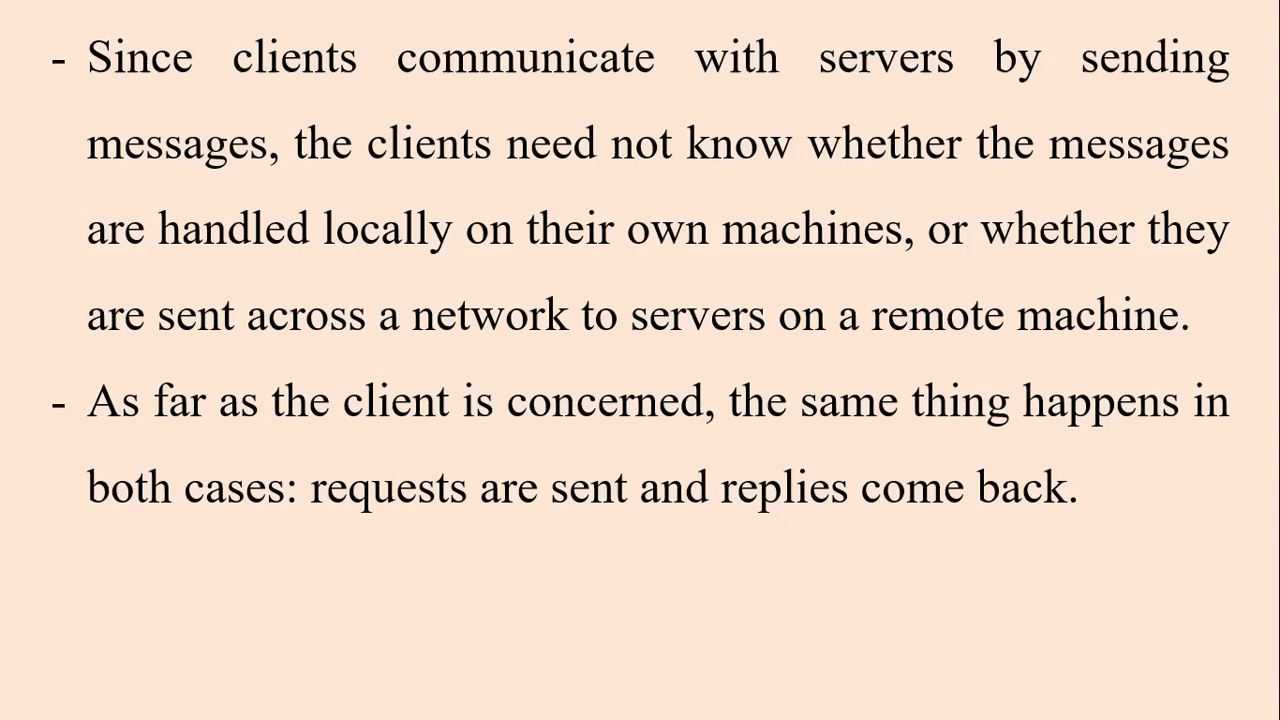 - Since clients communicate with servers by sending
messages, the clients need not know whether the messages
are handled locally on their own machines, or whether they
are sent across a network to servers on a remote machine.
- As far as the client is concerned, the same thing happens in
both cases: requests are sent and replies come back.